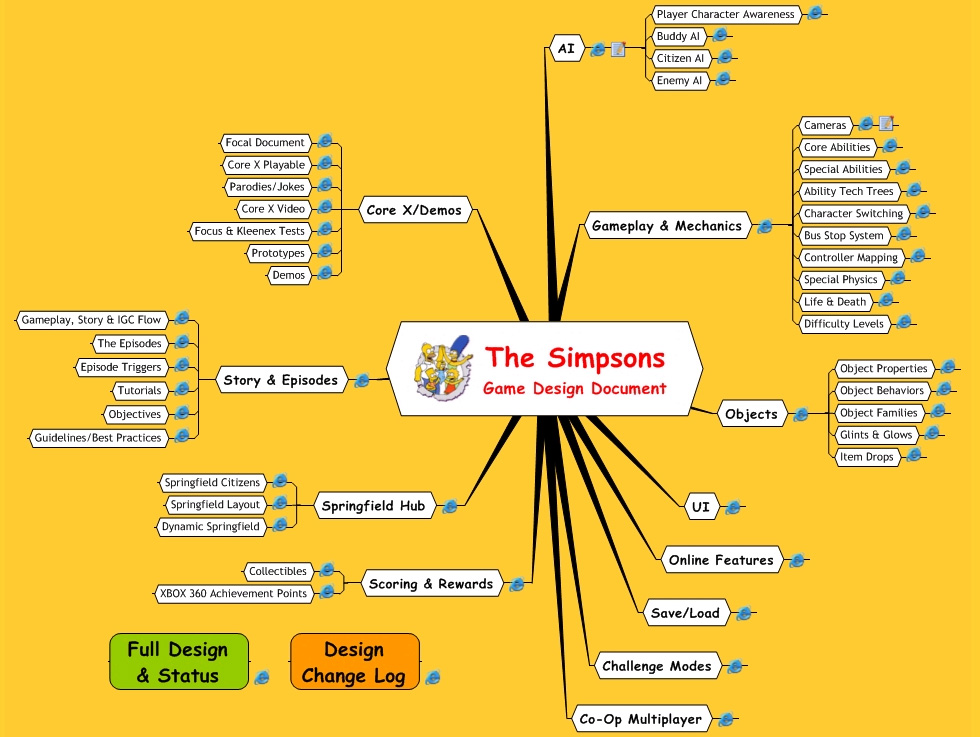 AI
Player Character Awareness
Buddy AI
Citizen AI
Enemy AI
Core X/Demos
Focal Document
Core X Playable
Parodies/Jokes
Core X Video
Focus & Kleenex Tests
Prototypes
Demos
Gameplay & Mechanics
Cameras
Core Abilities
Special Abilities
Ability Tech Trees
Character Switching
Bus Stop System
Controller Mapping
Special Physics
Life & Death
Difficulty Levels
The Simpsons
Game Design Document
Story & Episodes
Gameplay, Story & IGC Flow
The Episodes
Episode Triggers
Tutorials
Objectives
Guidelines/Best Practices
Objects
Object Properties
Object Behaviors
Object Families
Glints & Glows
Item Drops
Springfield Hub
Springfield Citizens
Springfield Layout
Dynamic Springfield
UI
Online Features
Scoring & Rewards
Collectibles
XBOX 360 Achievement Points
Save/Load
Challenge Modes
Co-Op Multiplayer
Full Design
& Status
Design
Change Log